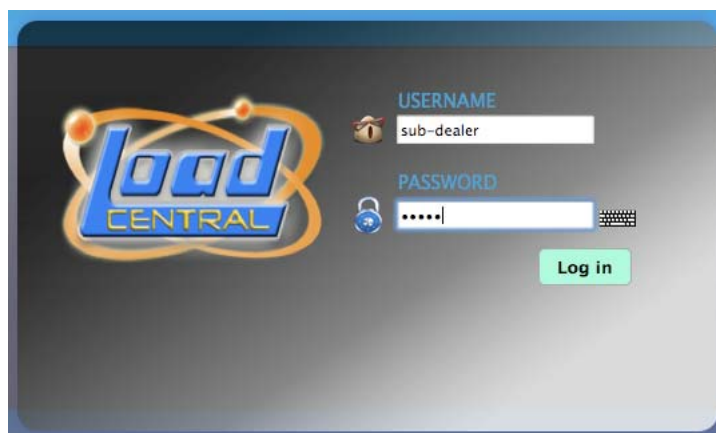 Load
CENTRAL
USERNAME
sub-dealer
PASSWORD
•••••
Log in